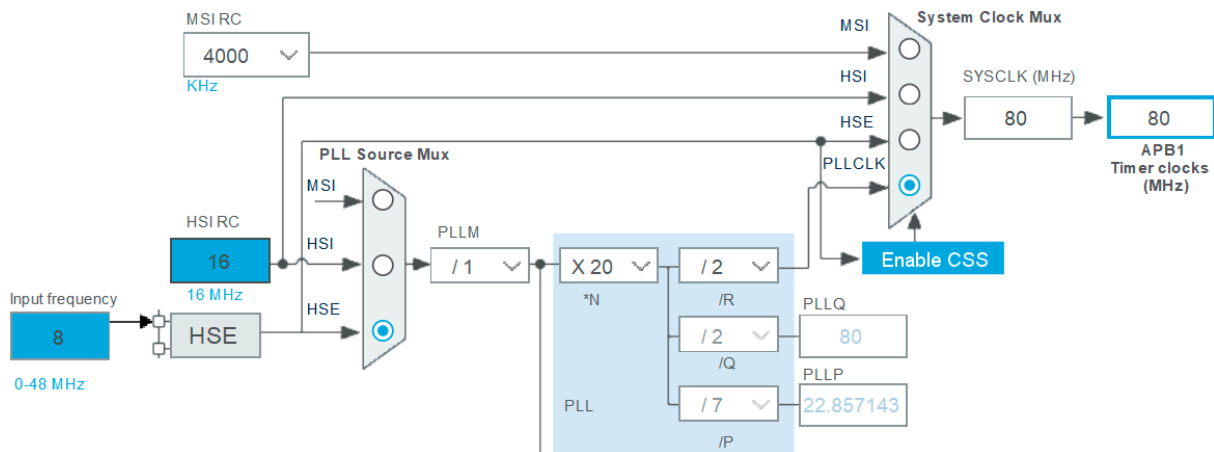 MSI RC
4000
KHz
System Clock Mux
MSI
HSI
HSE
PLLCLK
SYSCLK (MHz)
80
80
APB1
Timer clocks
(MHz)
Enable CSS
PLL Source Mux
MSI
HSI
HSE
HSI RC
16
16 MHz
Input frequency
8
0-48 MHz
HSE
PLLM
/ 1
X 20
*N
/ 2
/R
/ 2
/Q
/ 7
/P
PLL
PLLQ
80
PLLP
22.857143